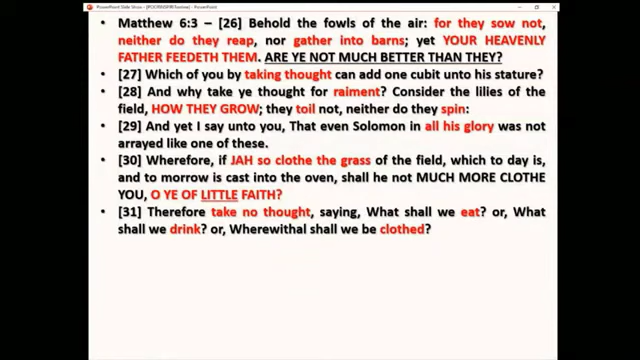 PowerPoint Slide Show - [POORNSPIRITonme] - PowerPoint
Matthew 6:3 – [26] Behold the fowls of the air: for they sow not,
neither do they reap, nor gather into barns; yet YOUR HEAVENLY
FATHER FEEDETH THEM. ARE YE NOT MUCH BETTER THAN THEY?
[27] Which of you by taking thought can add one cubit unto his stature?
[28] And why take ye thought for raiment? Consider the lilies of the
field, HOW THEY GROW; they toil not, neither do they spin:
[29] And yet I say unto you, That even Solomon in all his glory was not
arrayed like one of these.
[30] Wherefore, if JAH so clothe the grass of the field, which to day is,
and to morrow is cast into the oven, shall he not MUCH MORE CLOTHE
YOU, O YE OF LITTLE FAITH?
[31] Therefore take no thought, saying, What shall we eat? or, What
shall we drink? or, Wherewithal shall we be clothed?